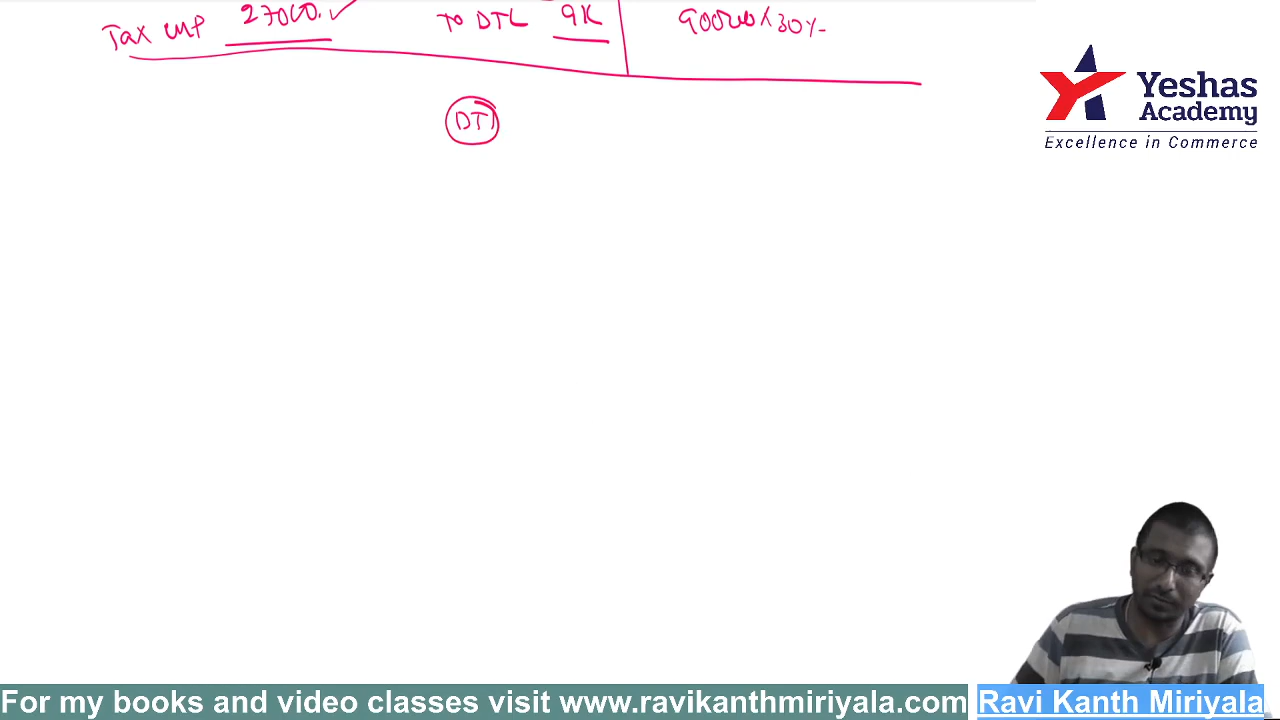 Tax exp 27000. ✓ To DTL 9K 90000 x 30%
DTL
Yeshas
Academy
Excellence in Commerce
For my books and video classes visit www.ravikanthmiriyala.com Ravi Kanth Miriyala